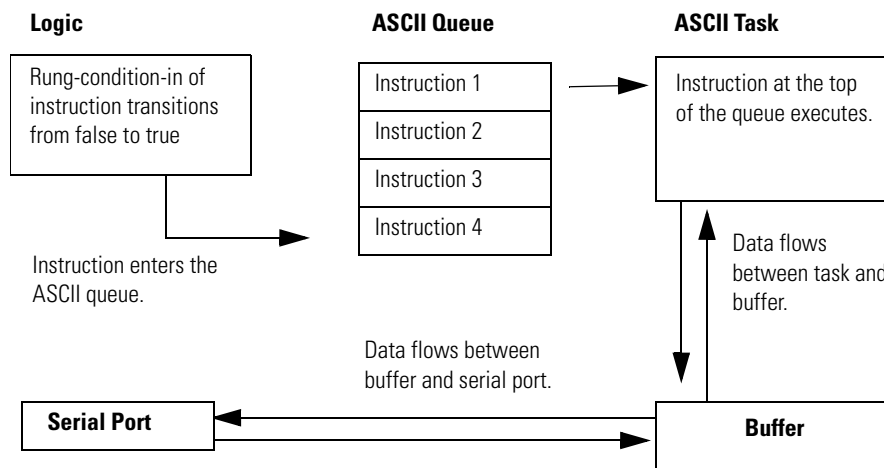 Logic
ASCII Queue
ASCII Task
Rung-condition-in of
instruction transitions
from false to true
Instruction 1
Instruction 2
Instruction 3
Instruction 4
Instruction at the top
of the queue executes.
Instruction enters the
ASCII queue.
Data flows
between task and
buffer.
Data flows between
buffer and serial port.
Serial Port
Buffer